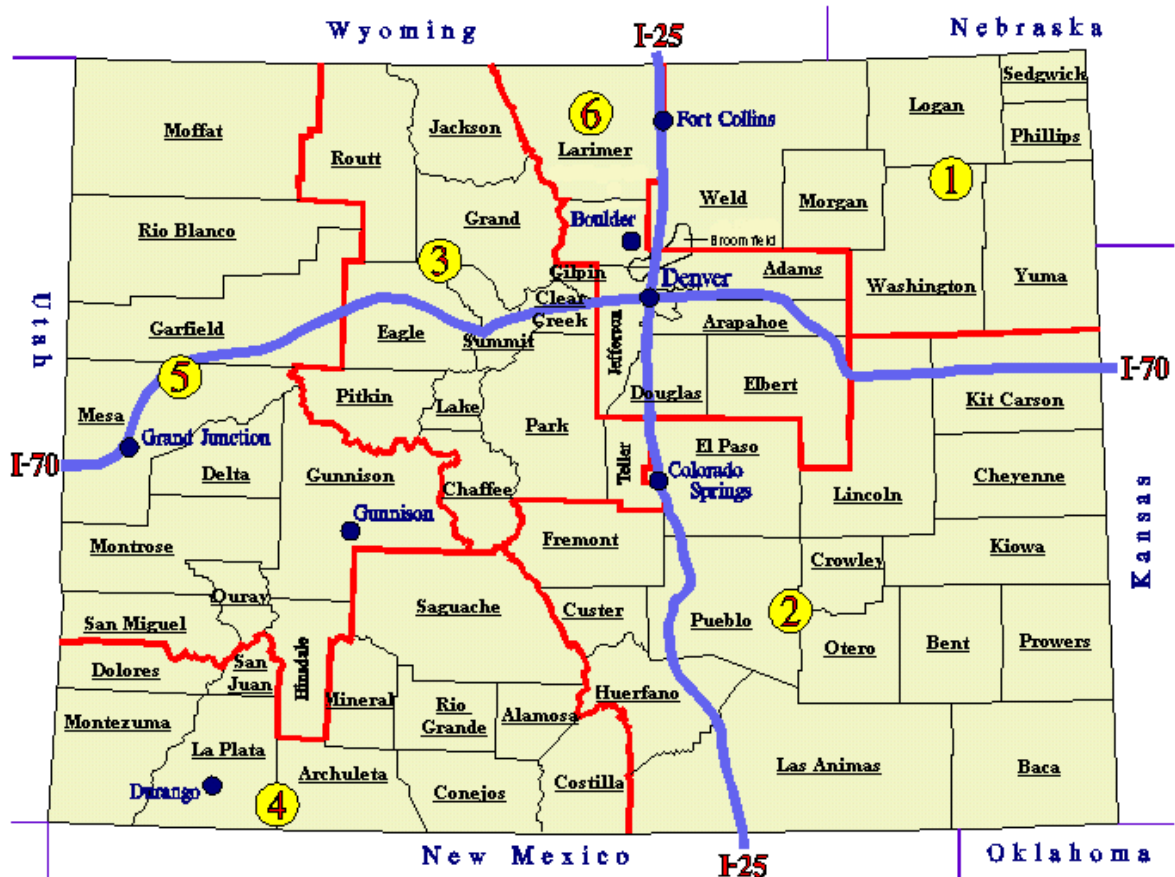 Wyoming
I-25
Nebraska
Sedgwick
Logan
Phillips
Moffat
Jackson
6
Larimer
Fort Collins
Routt
1
Weld
Morgan
Rio Blanco
Grand
Boulder
Broomfield
3
Gilpin
Adams
Washington
Yuma
Denver
Clear
Creek
Utah
Garfield
Eagle
Summit
Jefferson
Arapahoe
5
I-70
Mesa
Pitkin
Lake
Park
Douglas
Elbert
Kit Carson
Grand Junction
I-70
Delta
Gunnison
Teller
El Paso
Colorado
Springs
Chaffee
Lincoln
Cheyenne
Kansas
Gunnison
Montrose
Fremont
Crowley
Kiowa
Ouray
Saguache
Custer
Pueblo
2
San Miguel
Otero
Bent
Prowers
Dolores
San
Juan
Hinsdale
Mineral
Rio
Grande
Alamosa
Huerfano
Montezuma
La Plata
Archuleta
Conejos
Costilla
Las Animas
Baca
Durango
4
New Mexico
I-25
Oklahoma